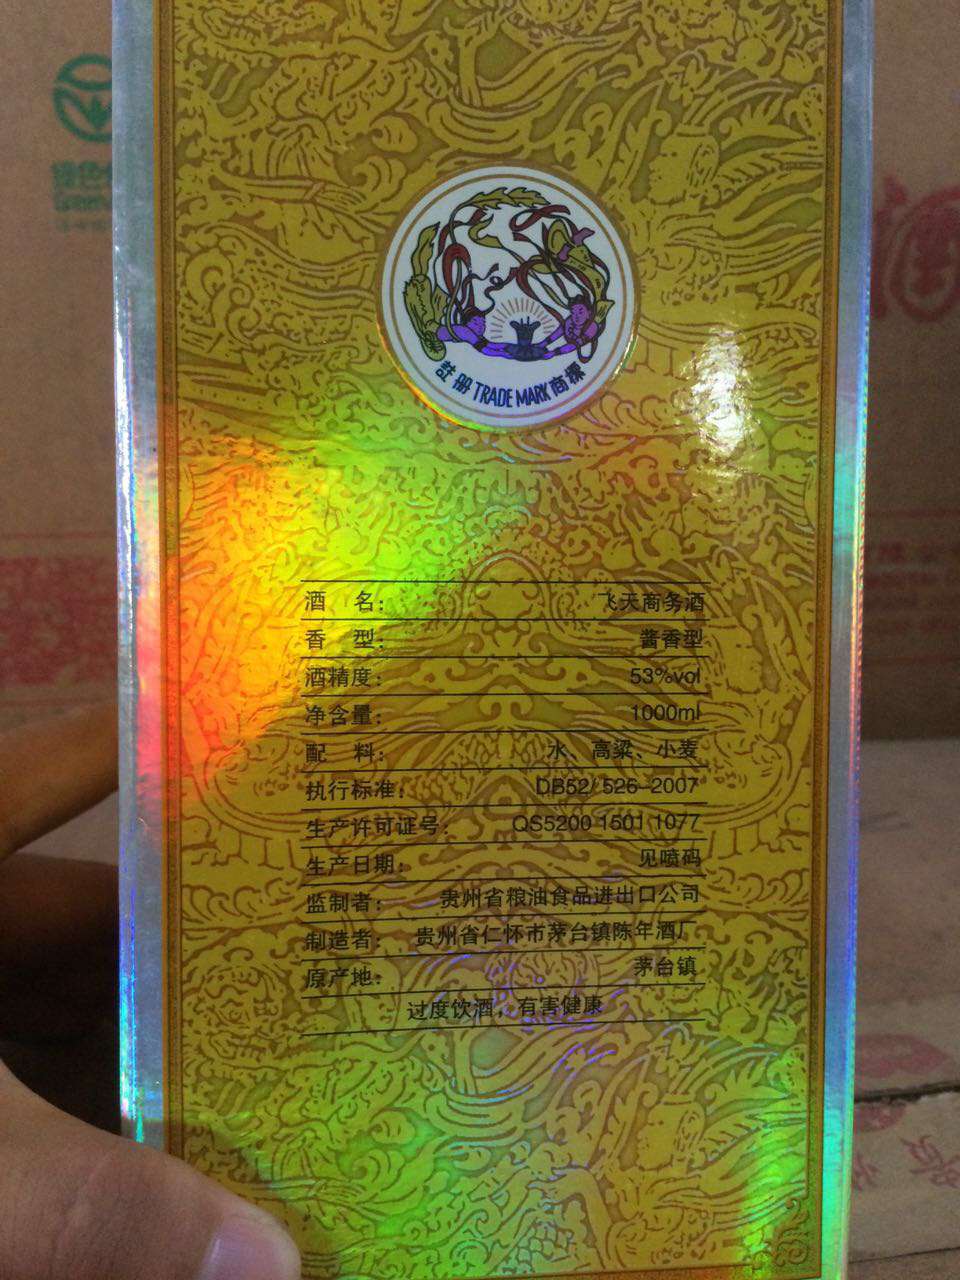 註册 TRADE MARK 商標
酒 名： 飞天商务酒
香 型： 酱香型
酒精度： 53%vol
净含量： 1000ml
配 料： 水、高粱、小麦
执行标准： DB52/ 526-2007
生产许可证号： QS5200 1501 1077
生产日期： 见喷码
监制者： 贵州省粮油食品进出口公司
制造者： 贵州省仁怀市茅台镇陈年酒厂
原产地： 茅台镇
过度饮酒，有害健康
酒